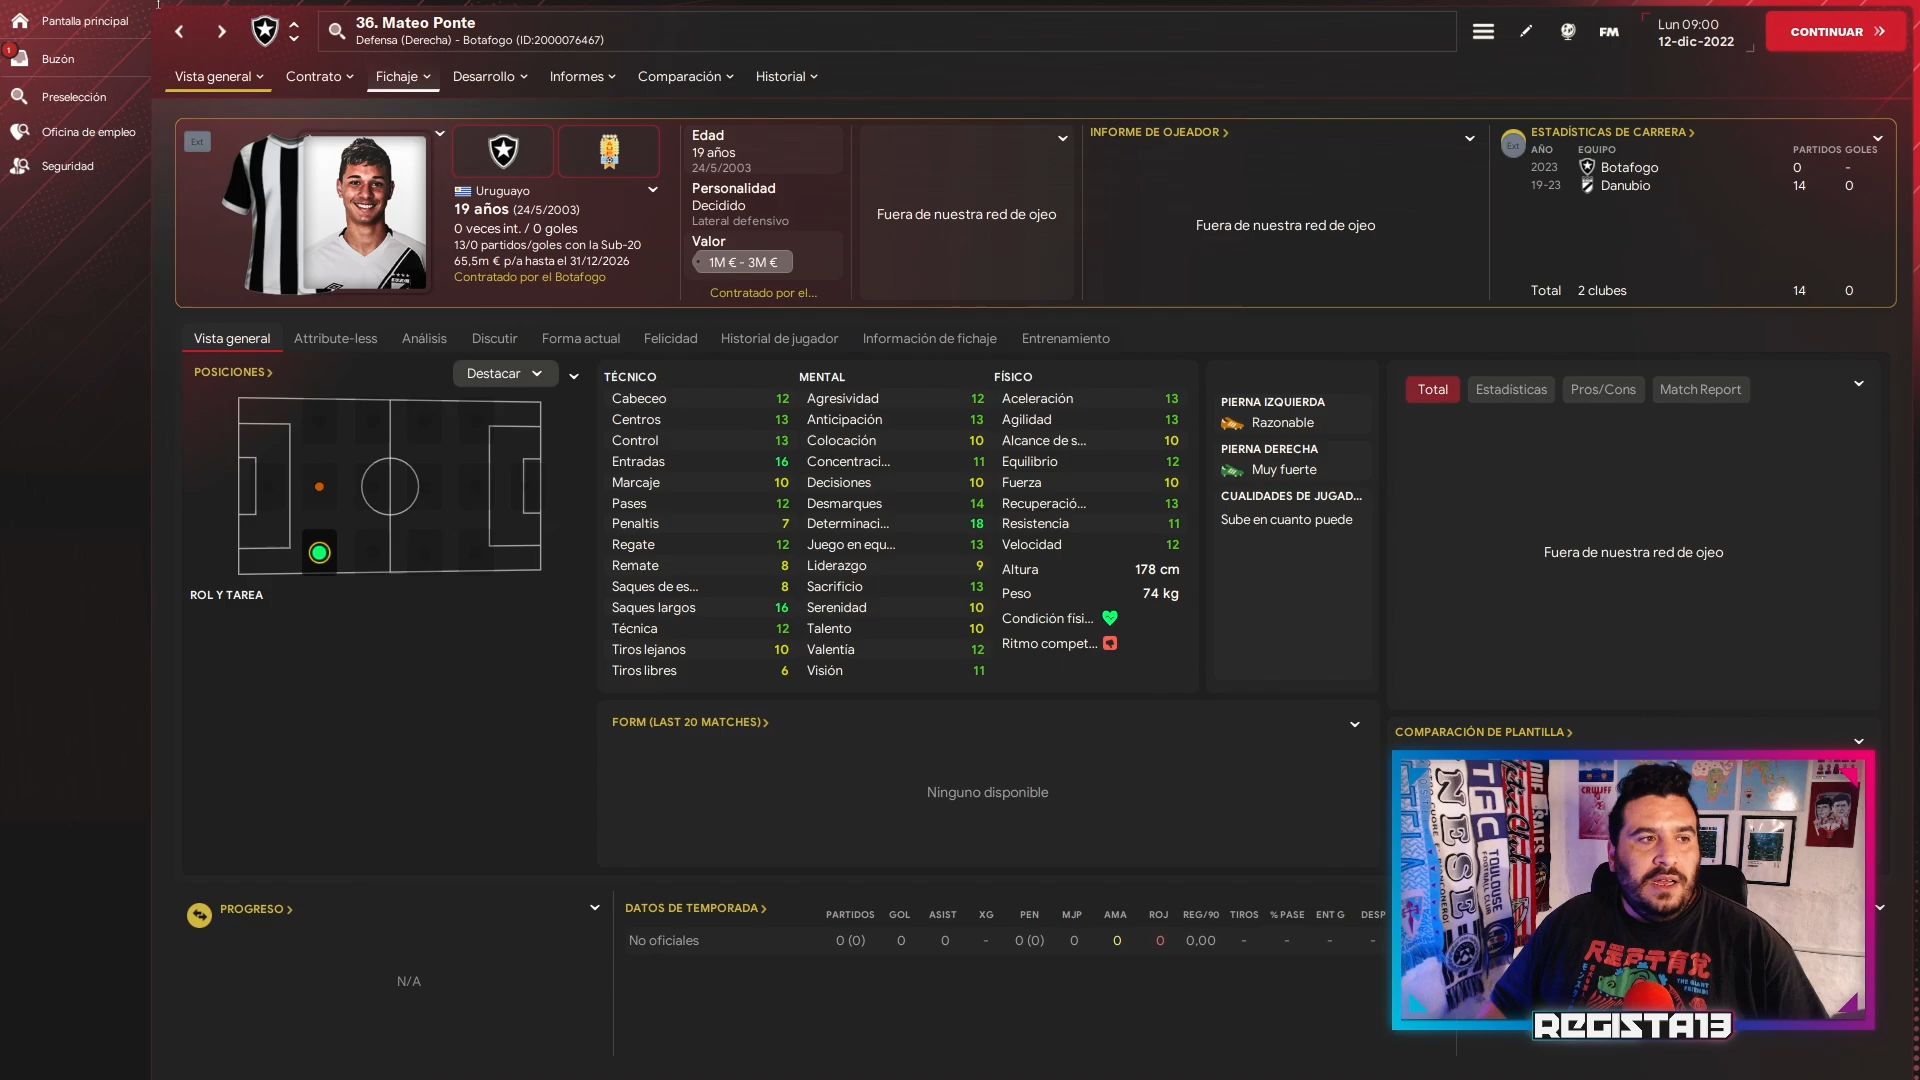 Pantalla principal
1
Buzón
Preselección
Oficina de empleo
Seguridad
36. Mateo Ponte
Defensa (Derecha) - Botafogo (ID:2000076467)
FM
Lun 09:00
12-dic-2022
CONTINUAR
Vista general
Contrato
Fichaje
Desarrollo
Informes
Comparación
Historial
Ext
Uruguayo
19 años (24/5/2003)
0 veces int. / 0 goles
13/0 partidos/goles con la Sub-20
65,5m € p/a hasta el 31/12/2026
Contratado por el Botafogo
Edad
19 años
24/5/2003
Personalidad
Decidido
Lateral defensivo
Valor
1M € - 3M €
Contratado por el...
Fuera de nuestra red de ojeo
INFORME DE OJEADOR
Fuera de nuestra red de ojeo
Ext
ESTADÍSTICAS DE CARRERA
AÑO EQUIPO PARTIDOS GOLES
2023 Botafogo 0 -
19-23 Danubio 14 0
Total 2 clubes 14 0
Vista general
Attribute-less
Análisis
Discutir
Forma actual
Felicidad
Historial de jugador
Información de fichaje
Entrenamiento
POSICIONES
Destacar
ROL Y TAREA
TÉCNICO
Cabeceo 12
Centros 13
Control 13
Entradas 16
Marcaje 10
Pases 12
Penaltis 7
Regate 12
Remate 8
Saques de es... 8
Saques largos 16
Técnica 12
Tiros lejanos 10
Tiros libres 6
MENTAL
Agresividad 12
Anticipación 13
Colocación 10
Concentraci... 11
Decisiones 10
Desmarques 14
Determinaci... 18
Juego en equ... 13
Liderazgo 9
Sacrificio 13
Serenidad 10
Talento 10
Valentía 12
Visión 11
FÍSICO
Aceleración 13
Agilidad 13
Alcance de s... 10
Equilibrio 12
Fuerza 10
Recuperació... 13
Resistencia 11
Velocidad 12
Altura 178 cm
Peso 74 kg
Condición físi...
Ritmo compet...
PIERNA IZQUIERDA
Razonable
PIERNA DERECHA
Muy fuerte
CUALIDADES DE JUGAD...
Sube en cuanto puede
Total
Estadísticas
Pros/Cons
Match Report
Fuera de nuestra red de ojeo
FORM (LAST 20 MATCHES)
Ninguno disponible
COMPARACIÓN DE PLANTILLA
PROGRESO
N/A
DATOS DE TEMPORADA
PARTIDOS GOL ASIST XG PEN MJP AMA ROJ REG/90 TIROS % PASE ENT G DESP
No oficiales 0 (0) 0 0 - 0 (0) 0 0 0 0,00 - - - -
NESE
TFC
TOULOUSE
CRUIJFF
THE GIANT
REGISTA13